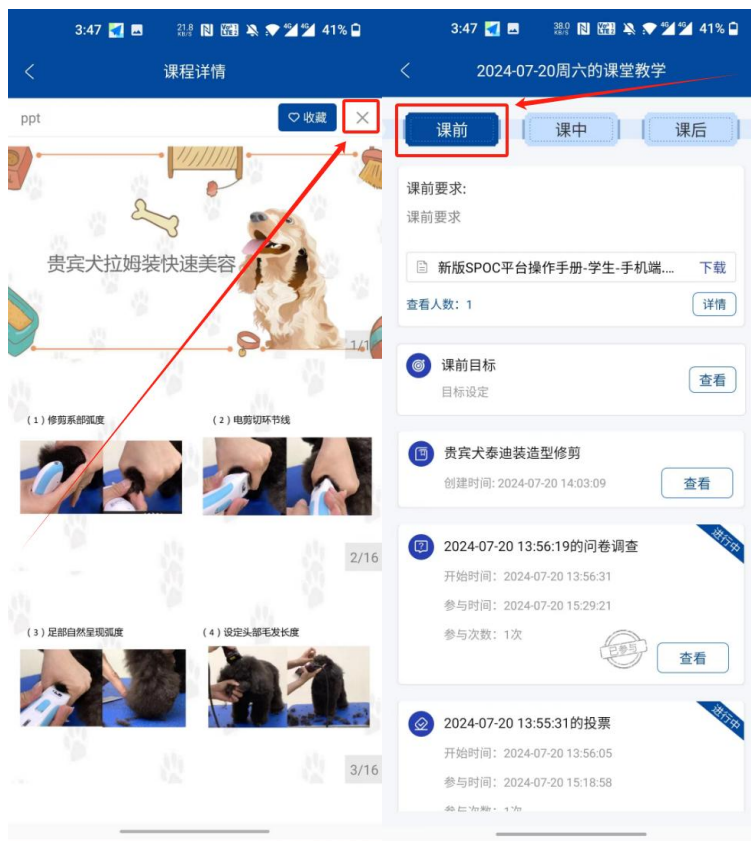 3:47
21.8 KB/S
4G 4G 41%
课程详情
ppt
收藏
贵宾犬拉姆装快速美容
1/1
(1)修剪系部弧度
(2)电剪切环节线
2/16
(3)足部自然呈现弧度
(4)设定头部毛发长度
3/16
3:47
38.0 KB/S
4G 4G 41%
2024-07-20周六的课堂教学
课前
课中
课后
课前要求:
课前要求
新版SPOC平台操作手册-学生-手机端....
下载
查看人数: 1
详情
课前目标
目标设定
查看
贵宾犬泰迪装造型修剪
创建时间: 2024-07-20 14:03:09
查看
2024-07-20 13:56:19的问卷调查
进行中
开始时间: 2024-07-20 13:56:31
参与时间: 2024-07-20 15:29:21
参与次数: 1次
已参与
查看
2024-07-20 13:55:31的投票
进行中
开始时间: 2024-07-20 13:56:05
参与时间: 2024-07-20 15:18:58
参与次数: 1次